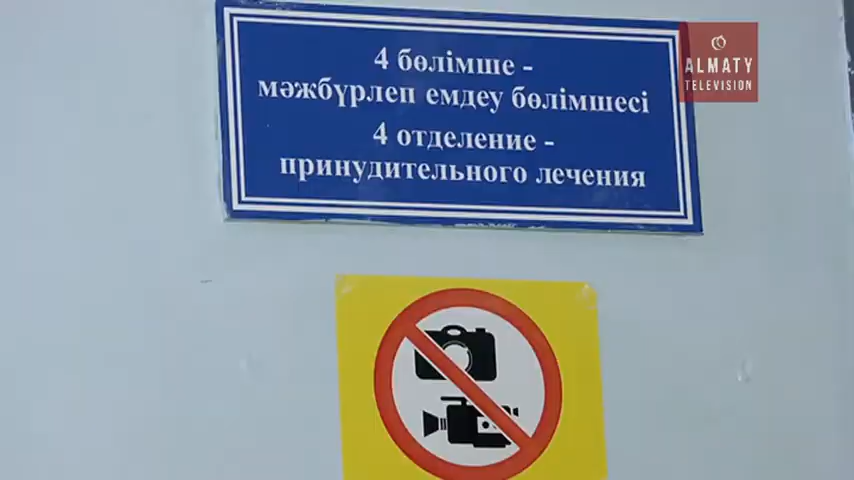 4 бөлімше -
мәжбүрлеп емдеу бөлімшесі
4 отделение -
принудительного лечения
ALMATY
TELEVISION